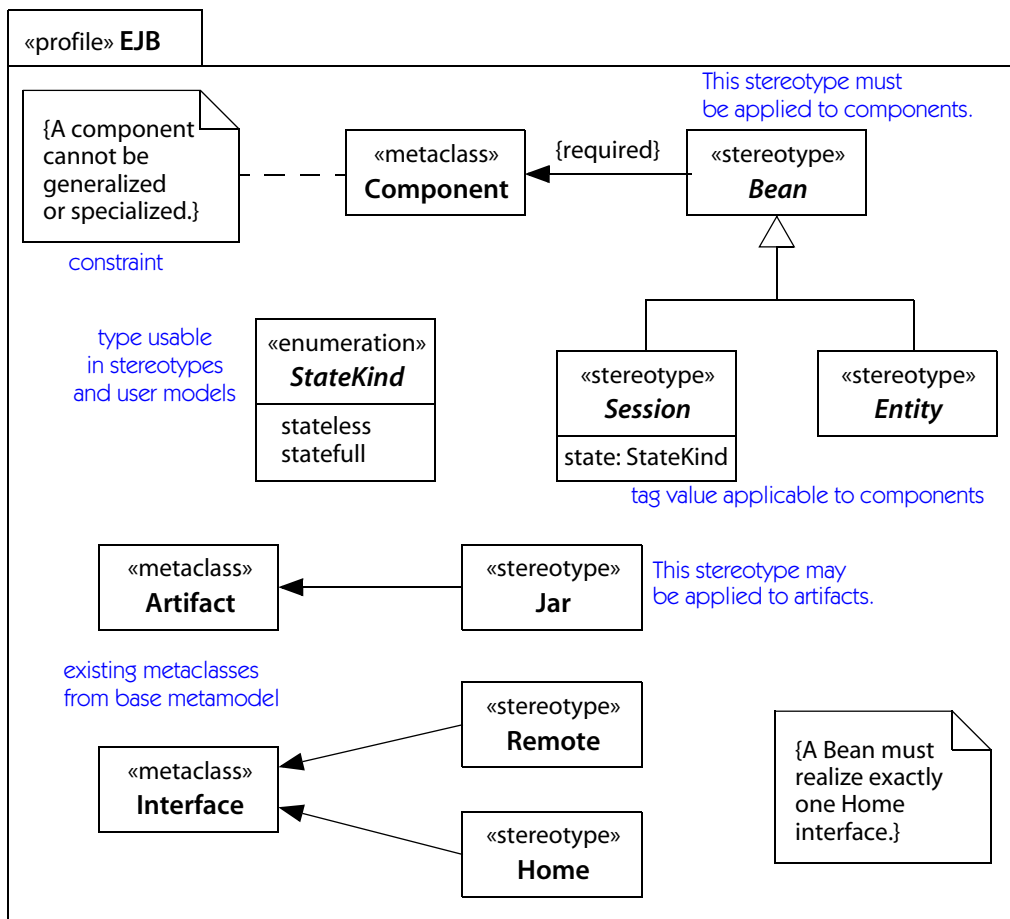 «profile» EJB
This stereotype must
be applied to components.
{A component
cannot be
generalized
or specialized.}
constraint
«metaclass»
Component
{required}
«stereotype»
Bean
type usable
in stereotypes
and user models
«enumeration»
StateKind
stateless
statefull
«stereotype»
Session
state: StateKind
«stereotype»
Entity
tag value applicable to components
«metaclass»
Artifact
«stereotype»
Jar
This stereotype may
be applied to artifacts.
existing metaclasses
from base metamodel
«metaclass»
Interface
«stereotype»
Remote
«stereotype»
Home
{A Bean must
realize exactly
one Home
interface.}